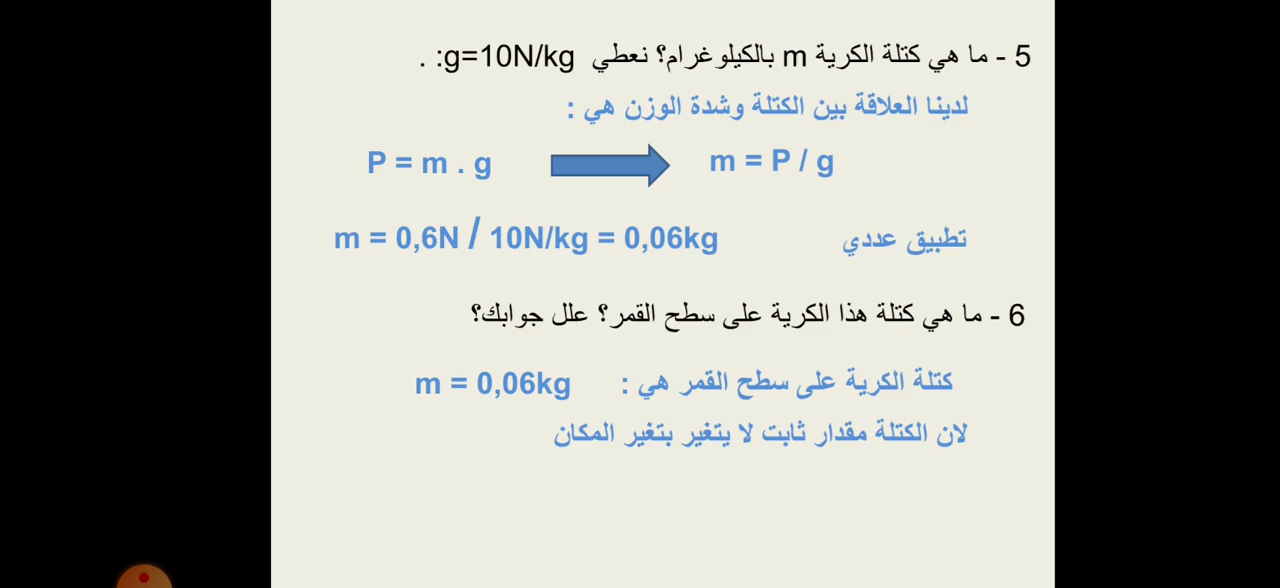 5 - ما هي كتلة الكرية m بالكيلوغرام؟ نعطي g=10N/kg: .
لدينا العلاقة بين الكتلة وشدة الوزن هي :
P = m . g m = P / g
تطبيق عددي m = 0,6N / 10N/kg = 0,06kg
6 - ما هي كتلة هذا الكرية على سطح القمر؟ علل جوابك؟
كتلة الكرية على سطح القمر هي : m = 0,06kg
لان الكتلة مقدار ثابت لا يتغير بتغير المكان